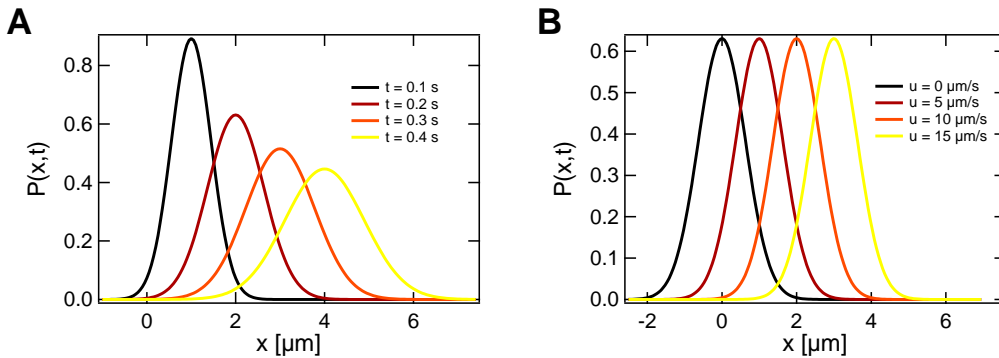 A
P(x,t)
0.8
0.6
0.4
0.2
0.0
t = 0.1 s
t = 0.2 s
t = 0.3 s
t = 0.4 s
0 2 4 6
x [µm]
B
P(x,t)
0.6
0.5
0.4
0.3
0.2
0.1
0.0
u = 0 µm/s
u = 5 µm/s
u = 10 µm/s
u = 15 µm/s
-2 0 2 4 6
x [µm]